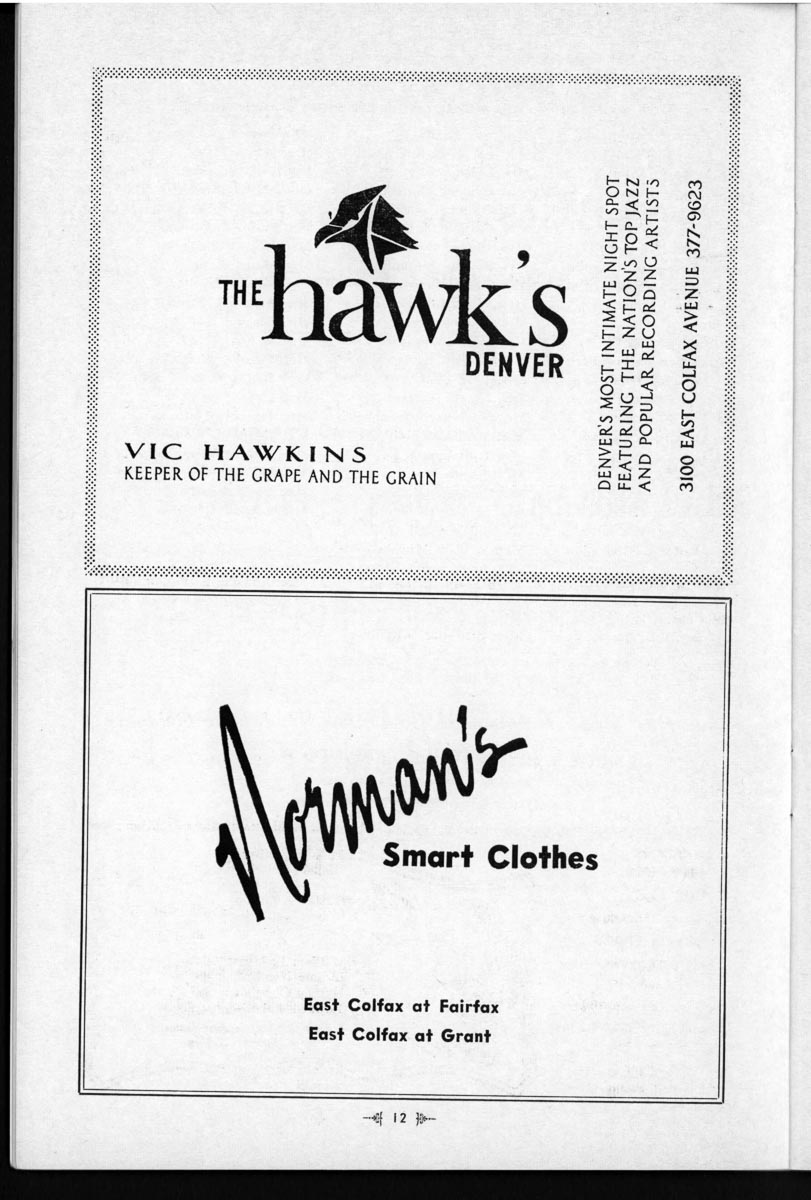 THE hawk's
DENVER
VIC HAWKINS
KEEPER OF THE GRAPE AND THE GRAIN
DENVER'S MOST INTIMATE NIGHT SPOT
FEATURING THE NATION'S TOP JAZZ
AND POPULAR RECORDING ARTISTS
3100 EAST COLFAX AVENUE 377-9623
Norman's
Smart Clothes
East Colfax at Fairfax
East Colfax at Grant
12